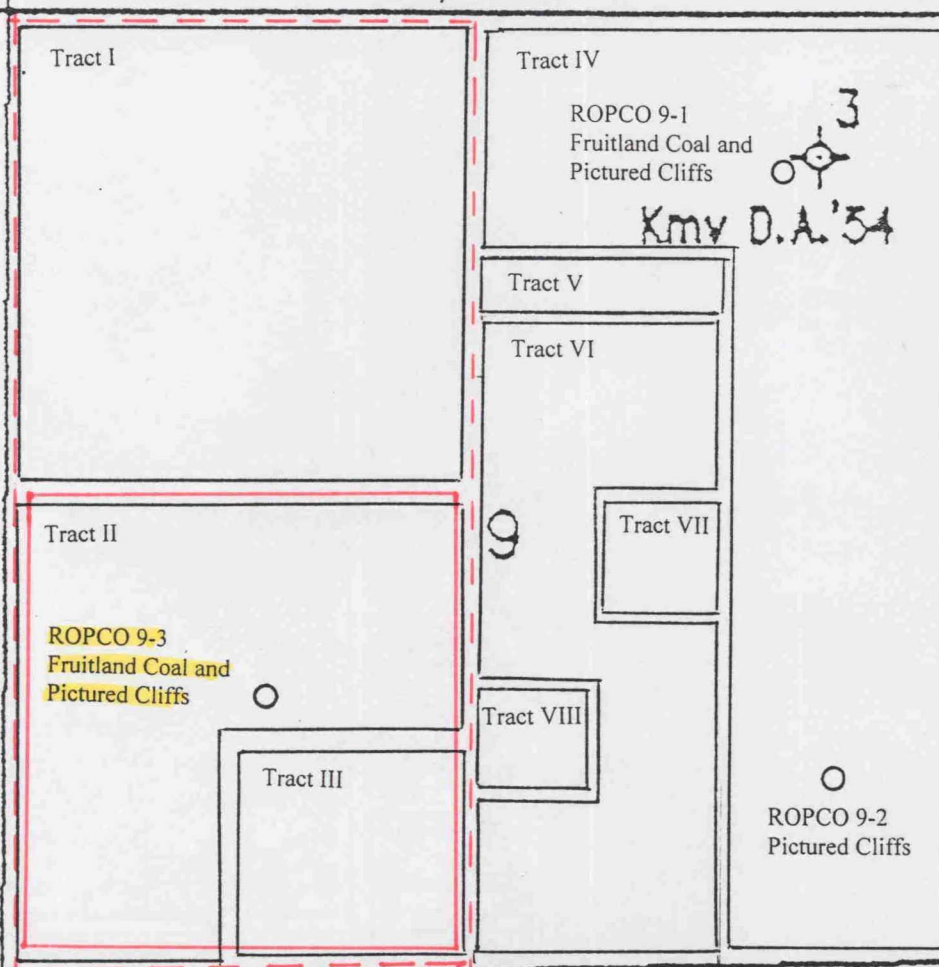 Tract I
Tract IV
ROPCO 9-1
Fruitland Coal and
Pictured Cliffs
3
Kmv D.A.'54
Tract V
Tract VI
Tract II
9
Tract VII
ROPCO 9-3
Fruitland Coal and
Pictured Cliffs
Tract VIII
Tract III
ROPCO 9-2
Pictured Cliffs